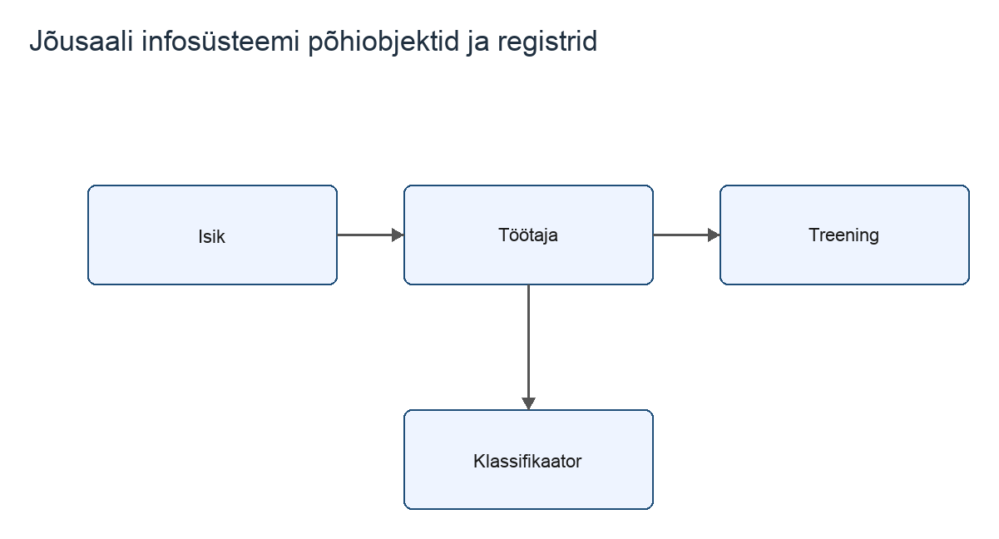 Jõusaali infosüsteemi põhiobjektid ja registrid
Isik
Töötaja
Treening
Klassifikaator